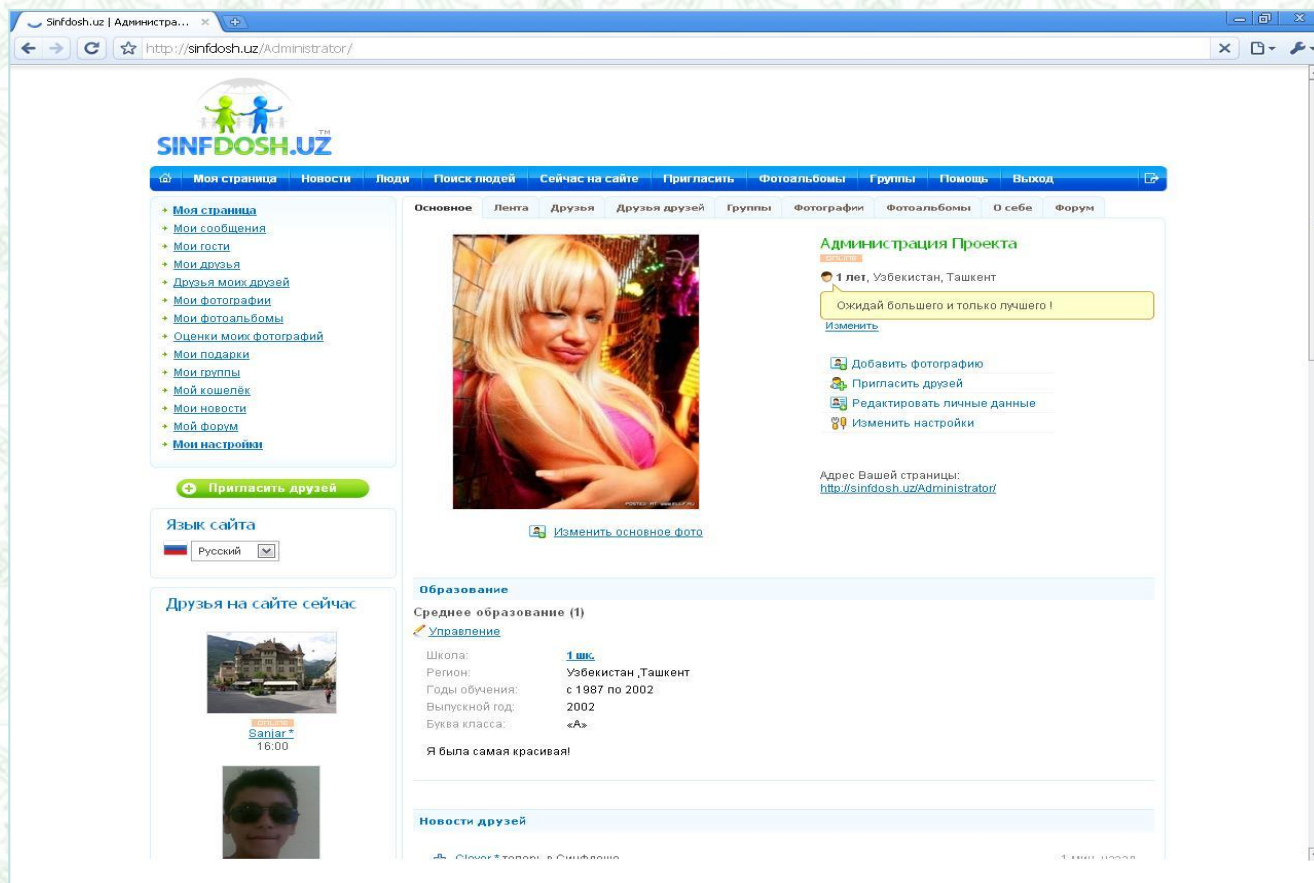 Sinfdosh.uz | Администра...
http://sinfdosh.uz/Administrator/
SINFDOSH.UZ™
Моя страница Новости Люди Поиск людей Сейчас на сайте Пригласить Фотоальбомы Группы Помощь Выход
Моя страница
Мои сообщения
Мои гости
Мои друзья
Друзья моих друзей
Мои фотографии
Мои фотоальбомы
Оценки моих фотографий
Мои подарки
Мои группы
Мой кошелёк
Мои новости
Мой форум
Мои настройки
Пригласить друзей
Язык сайта
Русский
Друзья на сайте сейчас
ONLINE
Sanjar *
16:00
Основное Лента Друзья Друзья друзей Группы Фотографии Фотоальбомы О себе Форум
Изменить основное фото
Администрация Проекта
ONLINE
1 лет, Узбекистан, Ташкент
Ожидай большего и только лучшего !
Изменить
Добавить фотографию
Пригласить друзей
Редактировать личные данные
Изменить настройки
Адрес Вашей страницы:
http://sinfdosh.uz/Administrator/
Образование
Среднее образование (1)
Управление
Школа: 1 шк.
Регион: Узбекистан ,Ташкент
Годы обучения: с 1987 по 2002
Выпускной год: 2002
Буква класса: «А»
Я была самая красивая!
Новости друзей